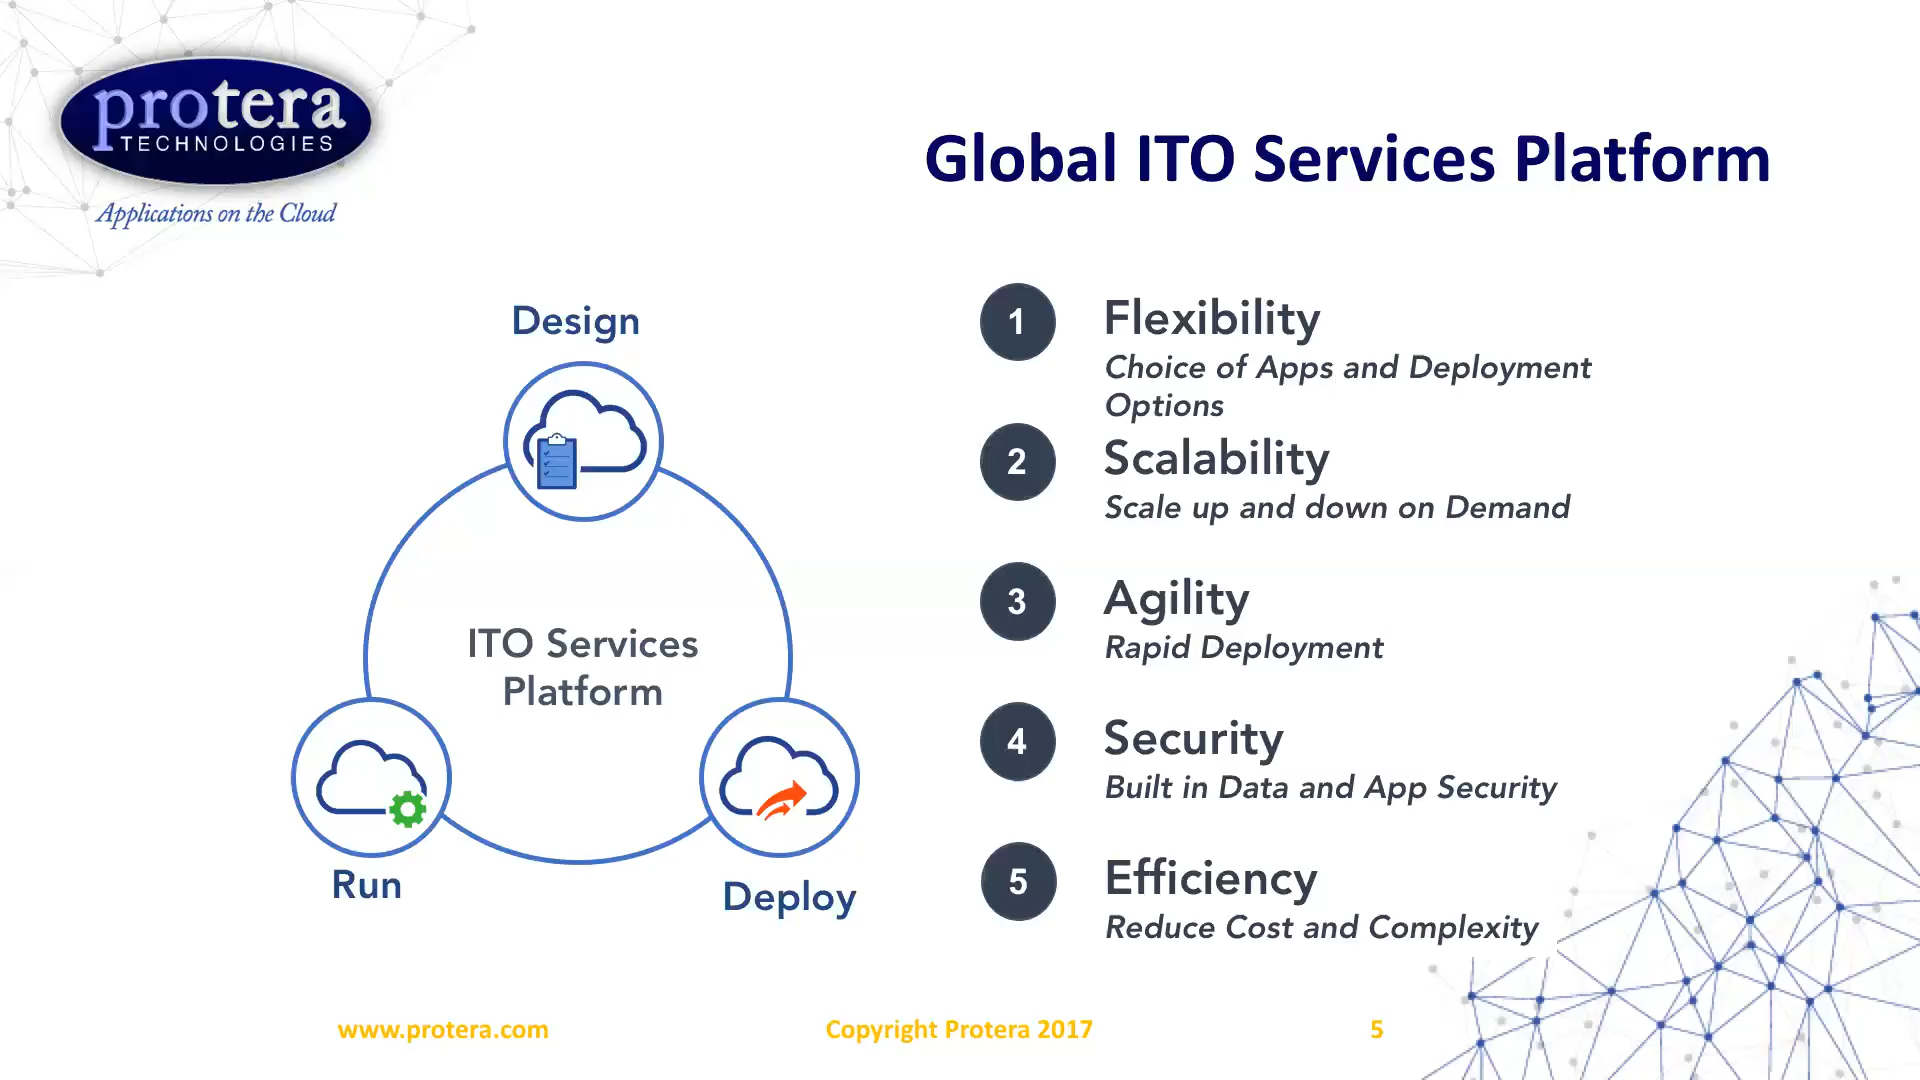 protera
TECHNOLOGIES
Applications on the Cloud
Global ITO Services Platform
Design
ITO Services
Platform
Run
Deploy
1
Flexibility
Choice of Apps and Deployment
Options
2
Scalability
Scale up and down on Demand
3
Agility
Rapid Deployment
4
Security
Built in Data and App Security
5
Efficiency
Reduce Cost and Complexity
www.protera.com
Copyright Protera 2017
5